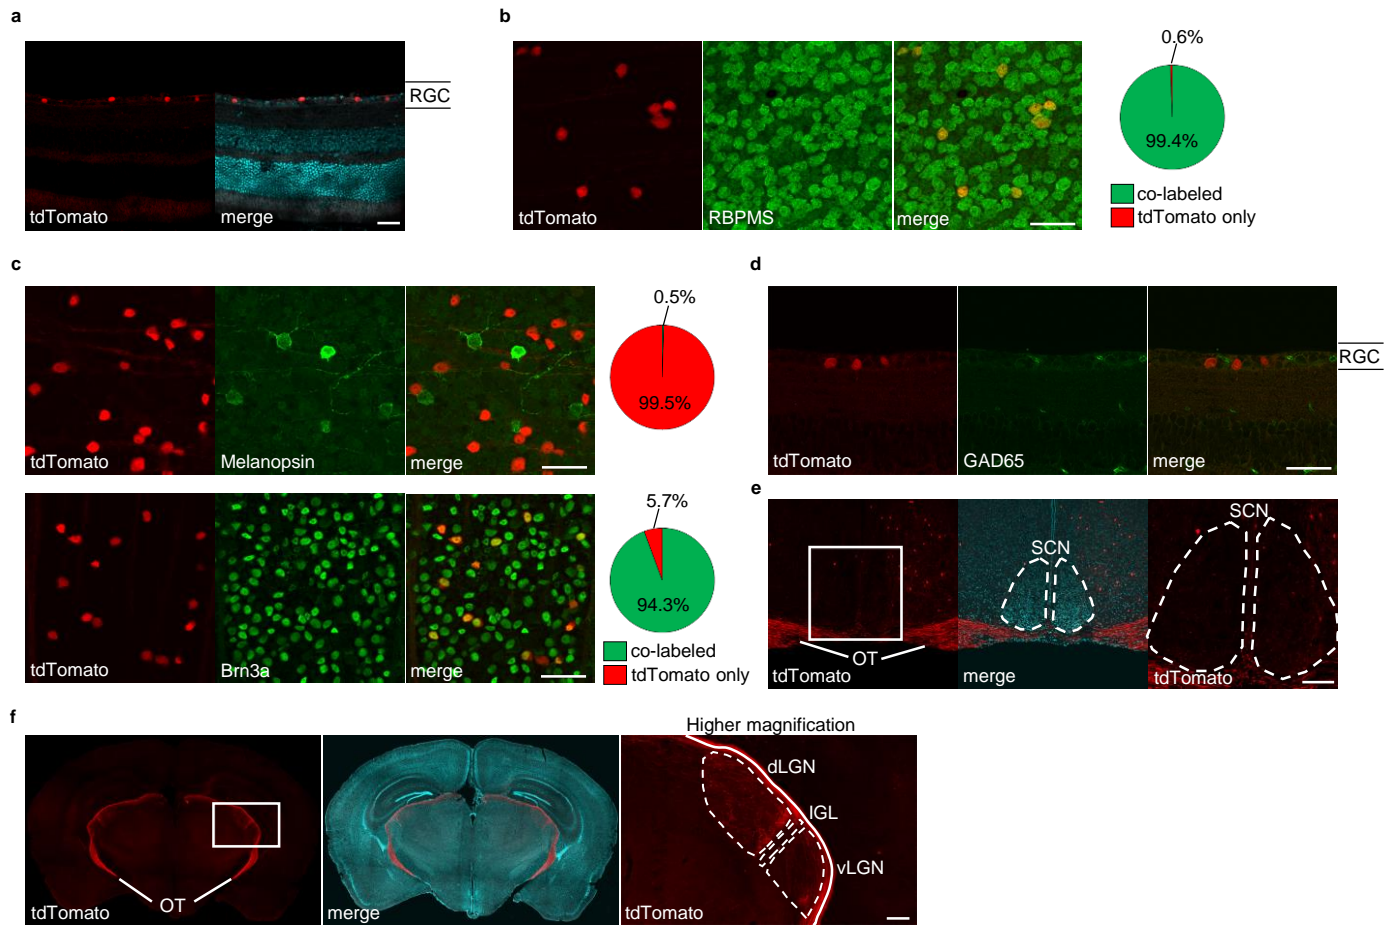 a
RGC
tdTomato
merge
b
0.6%
99.4%
co-labeled
tdTomato only
tdTomato
RBPMS
merge
c
0.5%
99.5%
tdTomato
Melanopsin
merge
5.7%
94.3%
co-labeled
tdTomato only
tdTomato
Brn3a
merge
d
RGC
tdTomato
GAD65
merge
e
SCN
SCN
OT
tdTomato
merge
tdTomato
f
Higher magnification
dLGN
IGL
vLGN
OT
tdTomato
merge
tdTomato